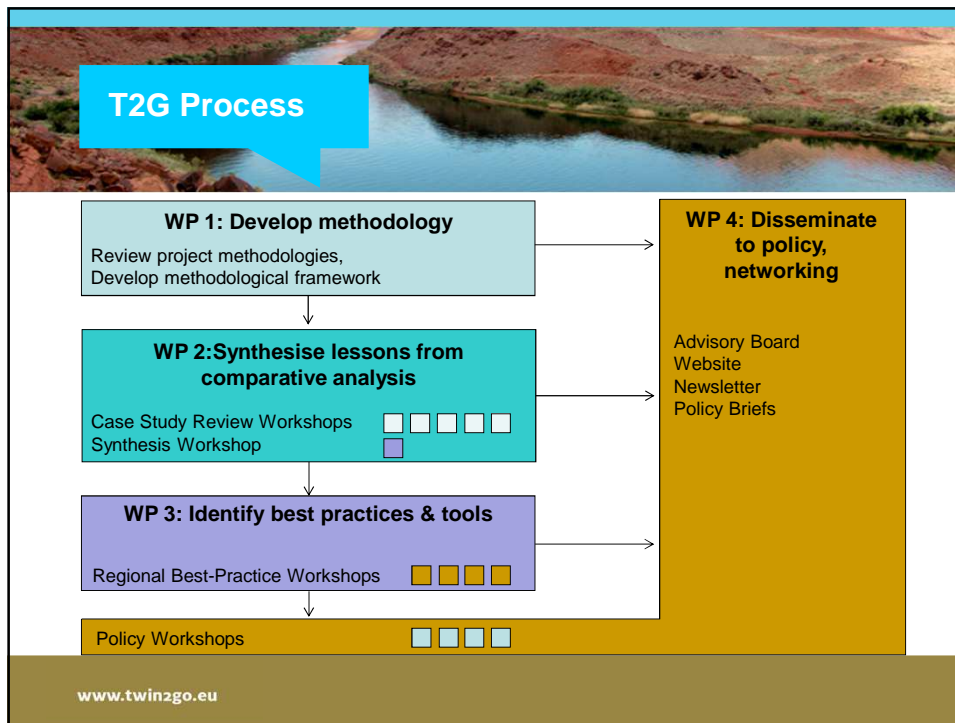 T2G Process
WP 1: Develop methodology
Review project methodologies,
Develop methodological framework
WP 2:Synthesise lessons from
comparative analysis
Case Study Review Workshops
Synthesis Workshop
WP 3: Identify best practices & tools
Regional Best-Practice Workshops
Policy Workshops
WP 4: Disseminate
to policy,
networking
Advisory Board
Website
Newsletter
Policy Briefs
www.twin2go.eu